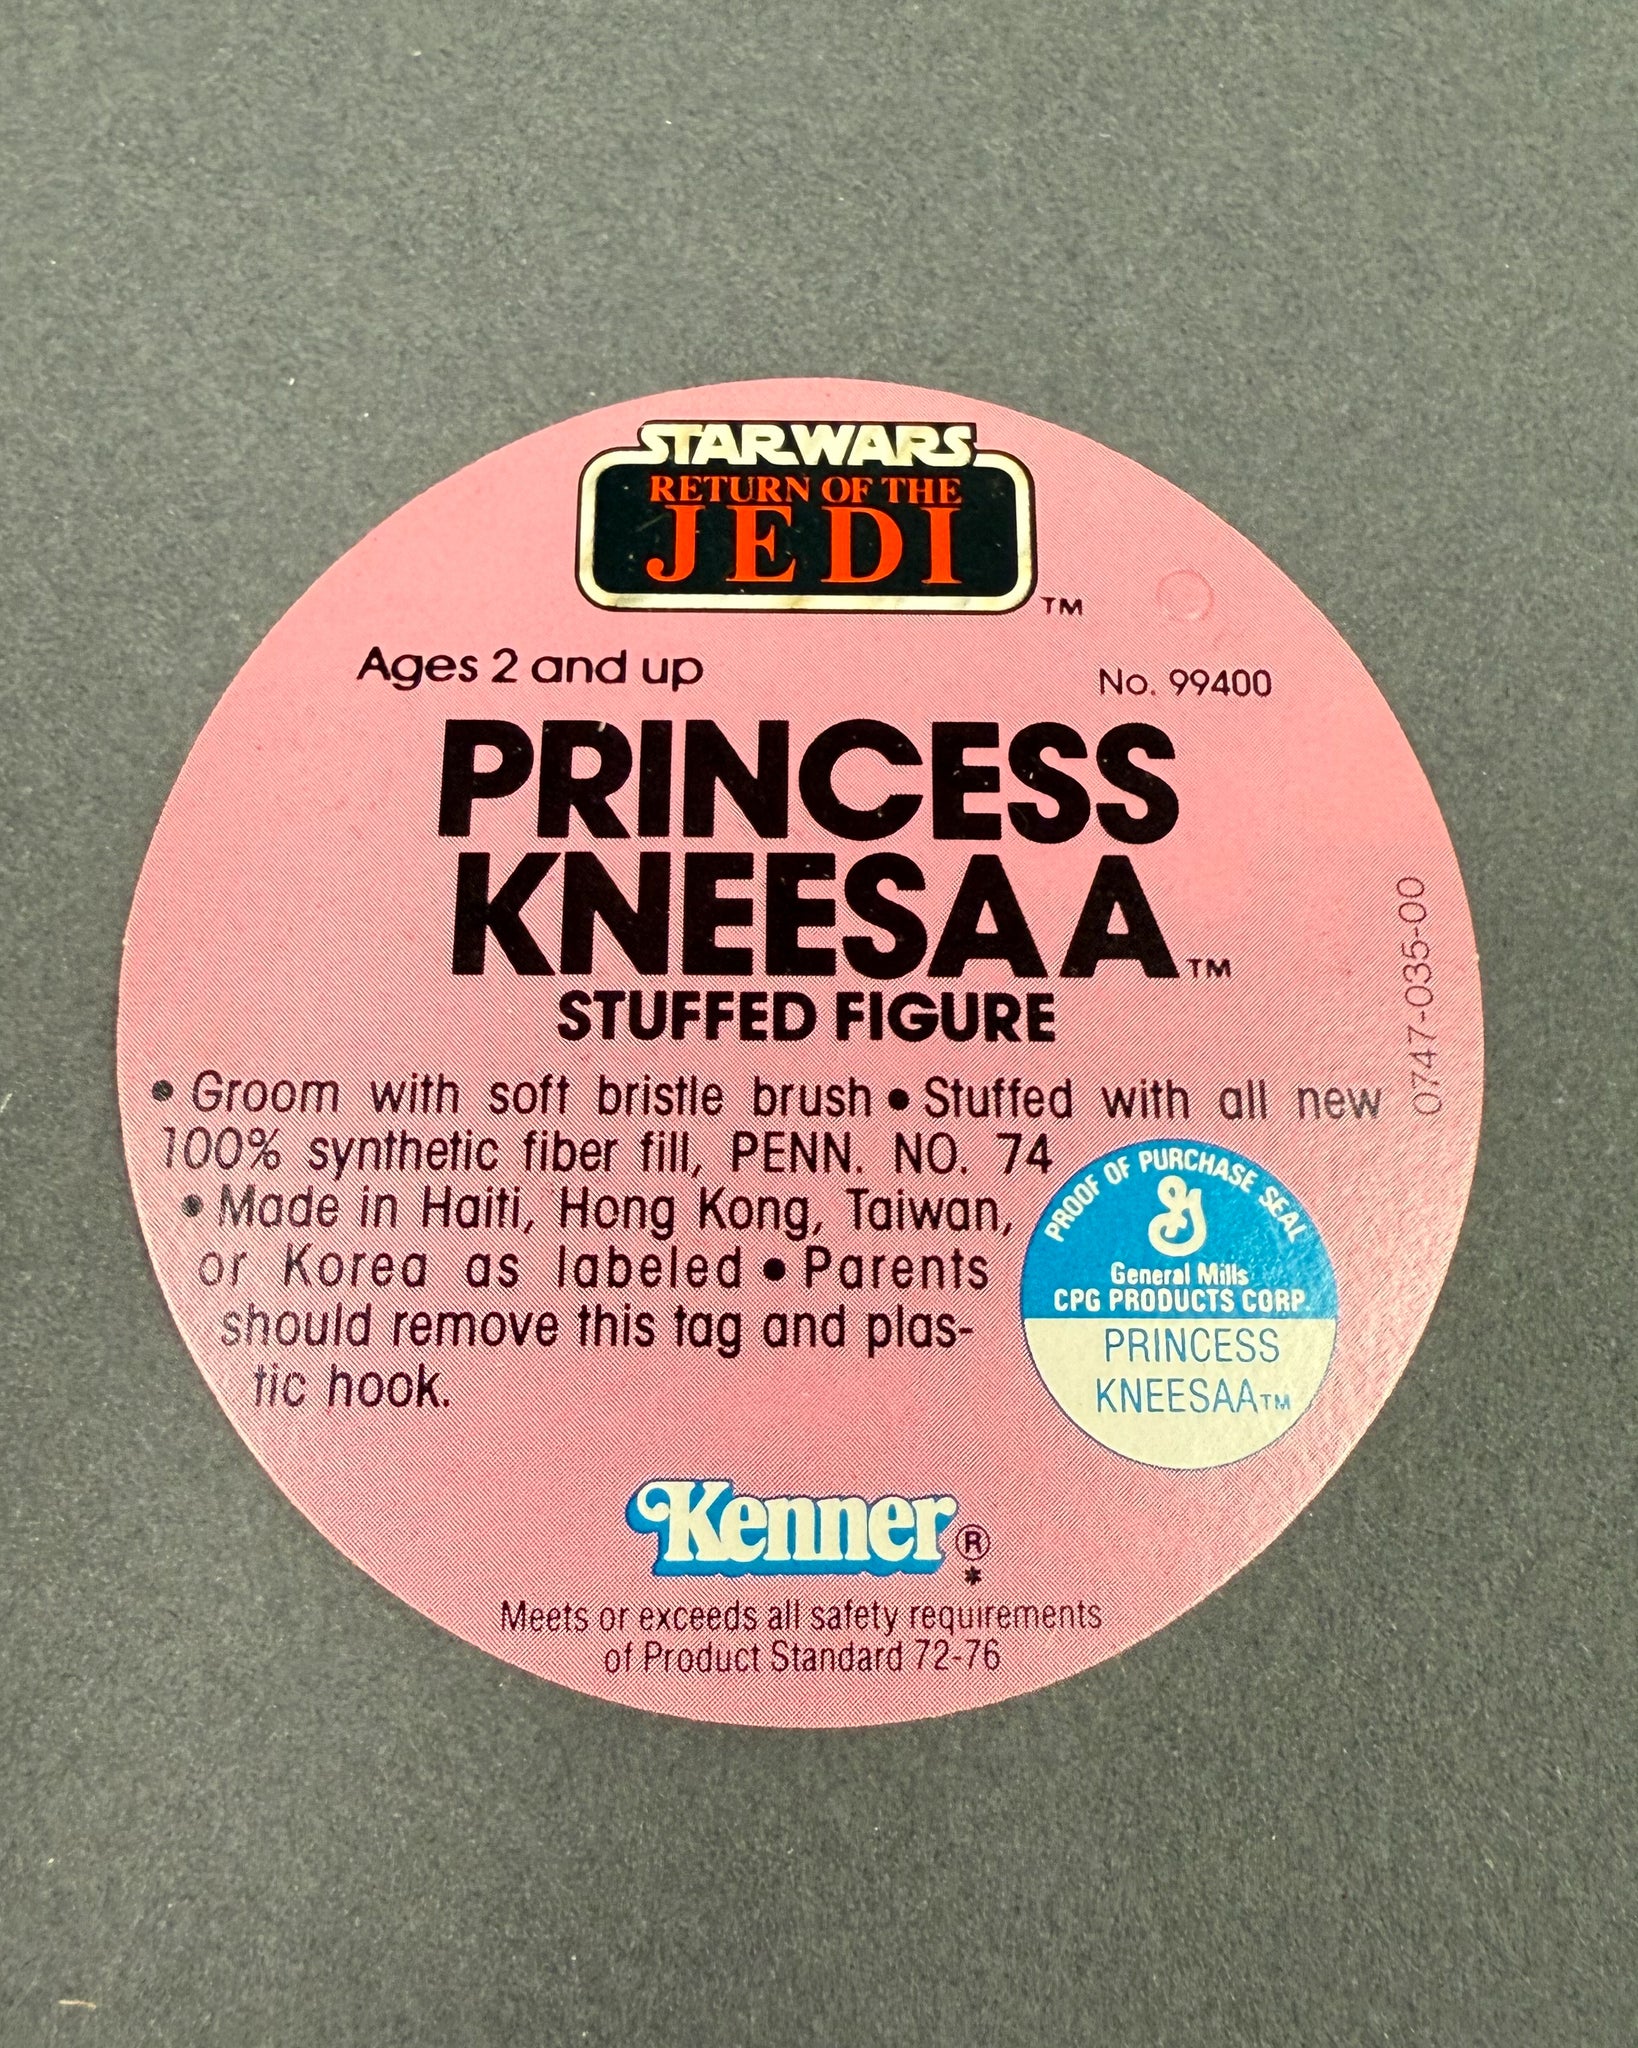 STAR WARS
RETURN OF THE
JEDI
TM
Ages 2 and up
No. 99400
PRINCESS
KNEESAA™
STUFFED FIGURE
• Groom with soft bristle brush • Stuffed with all new
100% synthetic fiber fill, PENN. NO. 74
• Made in Haiti, Hong Kong, Taiwan,
or Korea as labeled • Parents
should remove this tag and plas-
tic hook.
0747-035-00
PROOF OF PURCHASE SEAL
G
General Mills
CPG PRODUCTS CORP.
PRINCESS
KNEESAA™
Kenner®
*
Meets or exceeds all safety requirements
of Product Standard 72-76